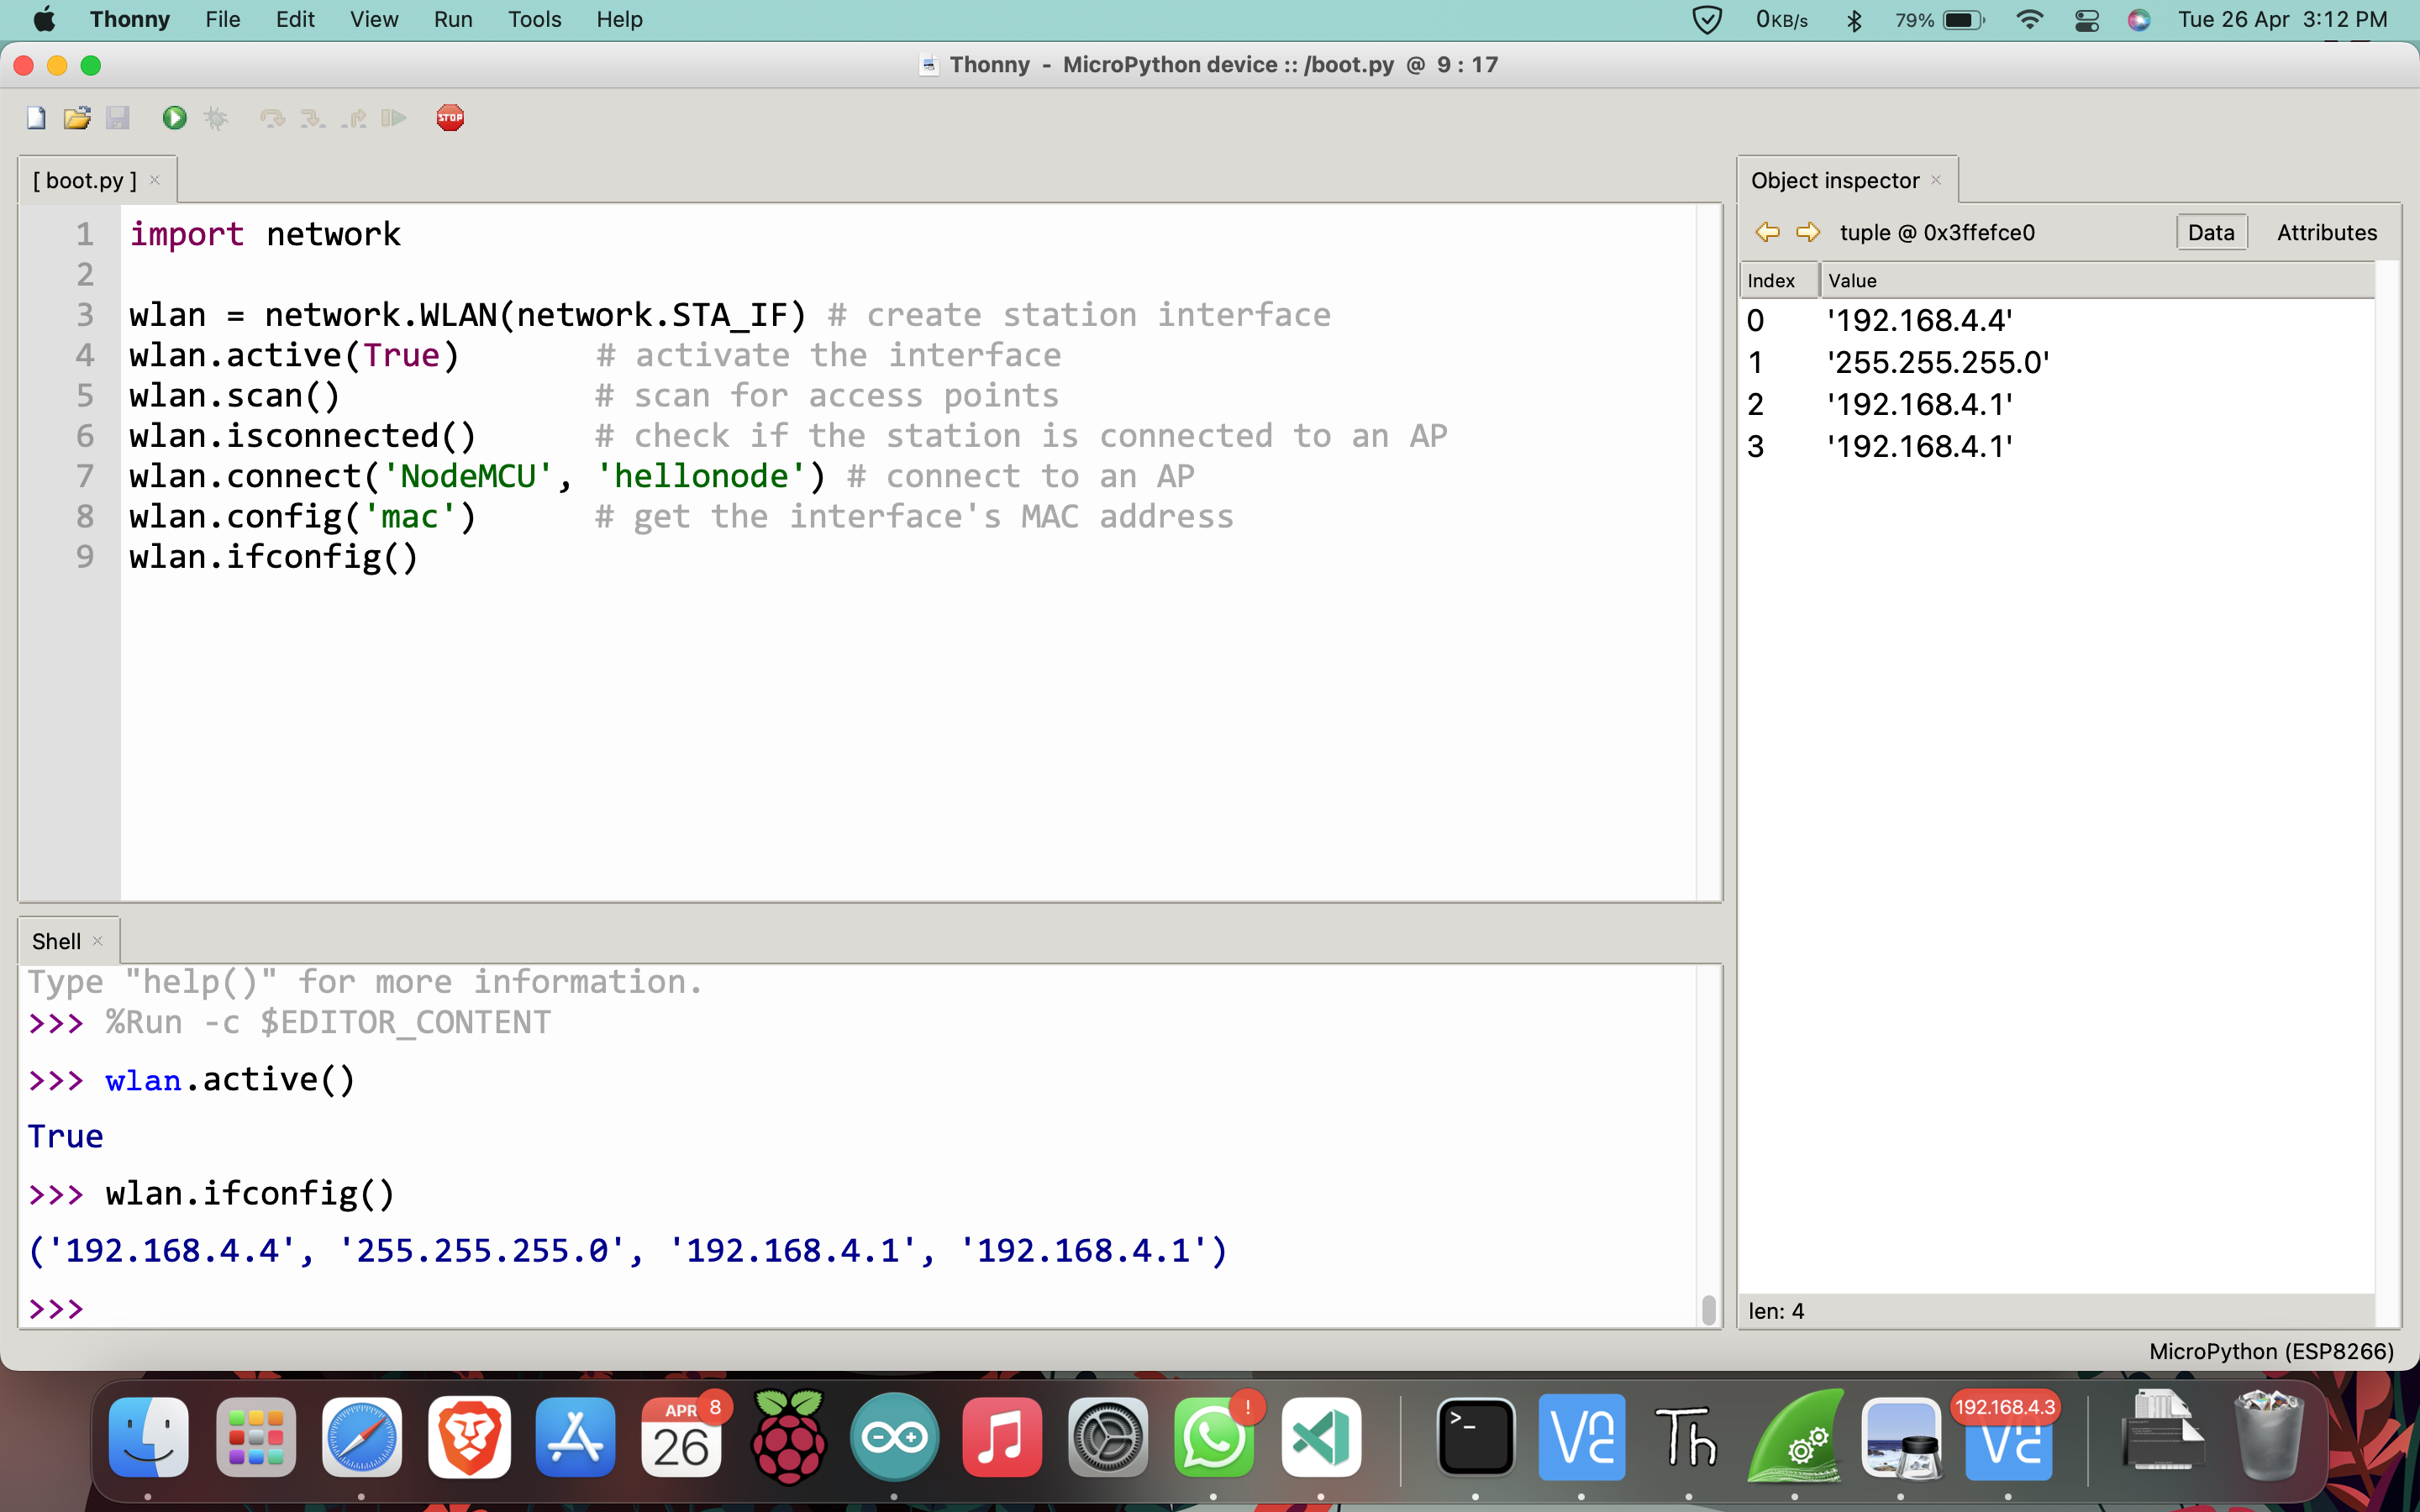 Thonny File Edit View Run Tools Help 0KB/s 79% Tue 26 Apr 3:12 PM
Thonny - MicroPython device :: /boot.py @ 9 : 17
STOP
[ boot.py ]
1 import network
2
3 wlan = network.WLAN(network.STA_IF) # create station interface
4 wlan.active(True) # activate the interface
5 wlan.scan() # scan for access points
6 wlan.isconnected() # check if the station is connected to an AP
7 wlan.connect('NodeMCU', 'hellonode') # connect to an AP
8 wlan.config('mac') # get the interface's MAC address
9 wlan.ifconfig()
Object inspector
tuple @ 0x3ffefce0 Data Attributes
Index Value
0 '192.168.4.4'
1 '255.255.255.0'
2 '192.168.4.1'
3 '192.168.4.1'
len: 4
Shell
Type "help()" for more information.
>>> %Run -c $EDITOR_CONTENT
>>> wlan.active()
True
>>> wlan.ifconfig()
('192.168.4.4', '255.255.255.0', '192.168.4.1', '192.168.4.1')
>>>
MicroPython (ESP8266)
APR 8
26
!
>_
Th
192.168.4.3